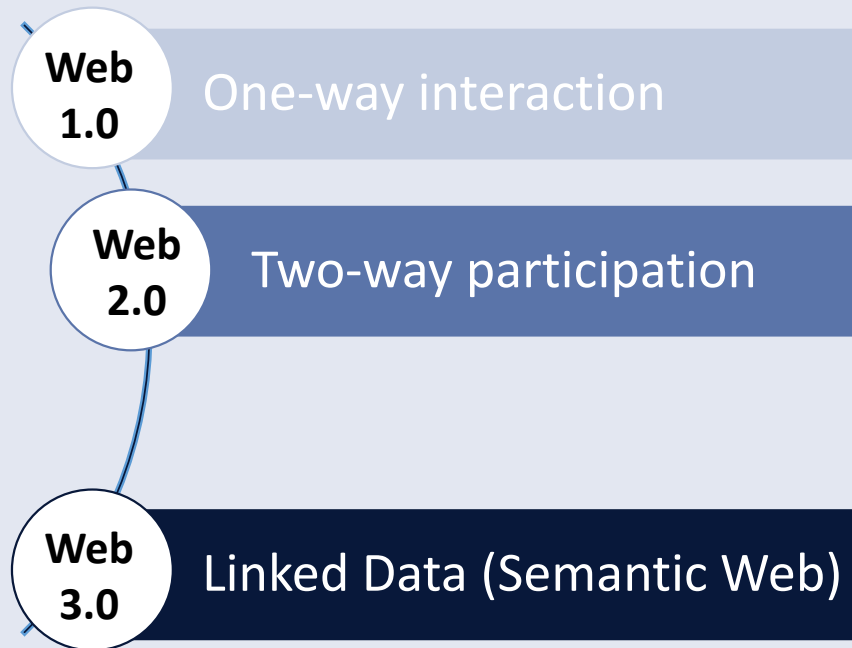 Web
1.0
One-way interaction
Web
2.0
Two-way participation
Web
3.0
Linked Data (Semantic Web)